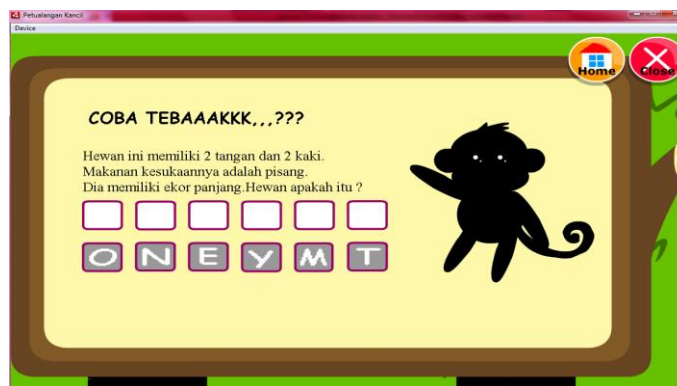 Petualangan Kancil
Device
Home
Close
COBA TEBAAAKKK,,,???
Hewan ini memiliki 2 tangan dan 2 kaki.
Makanan kesukaannya adalah pisang.
Dia memiliki ekor panjang.Hewan apakah itu ?
O N E Y M T